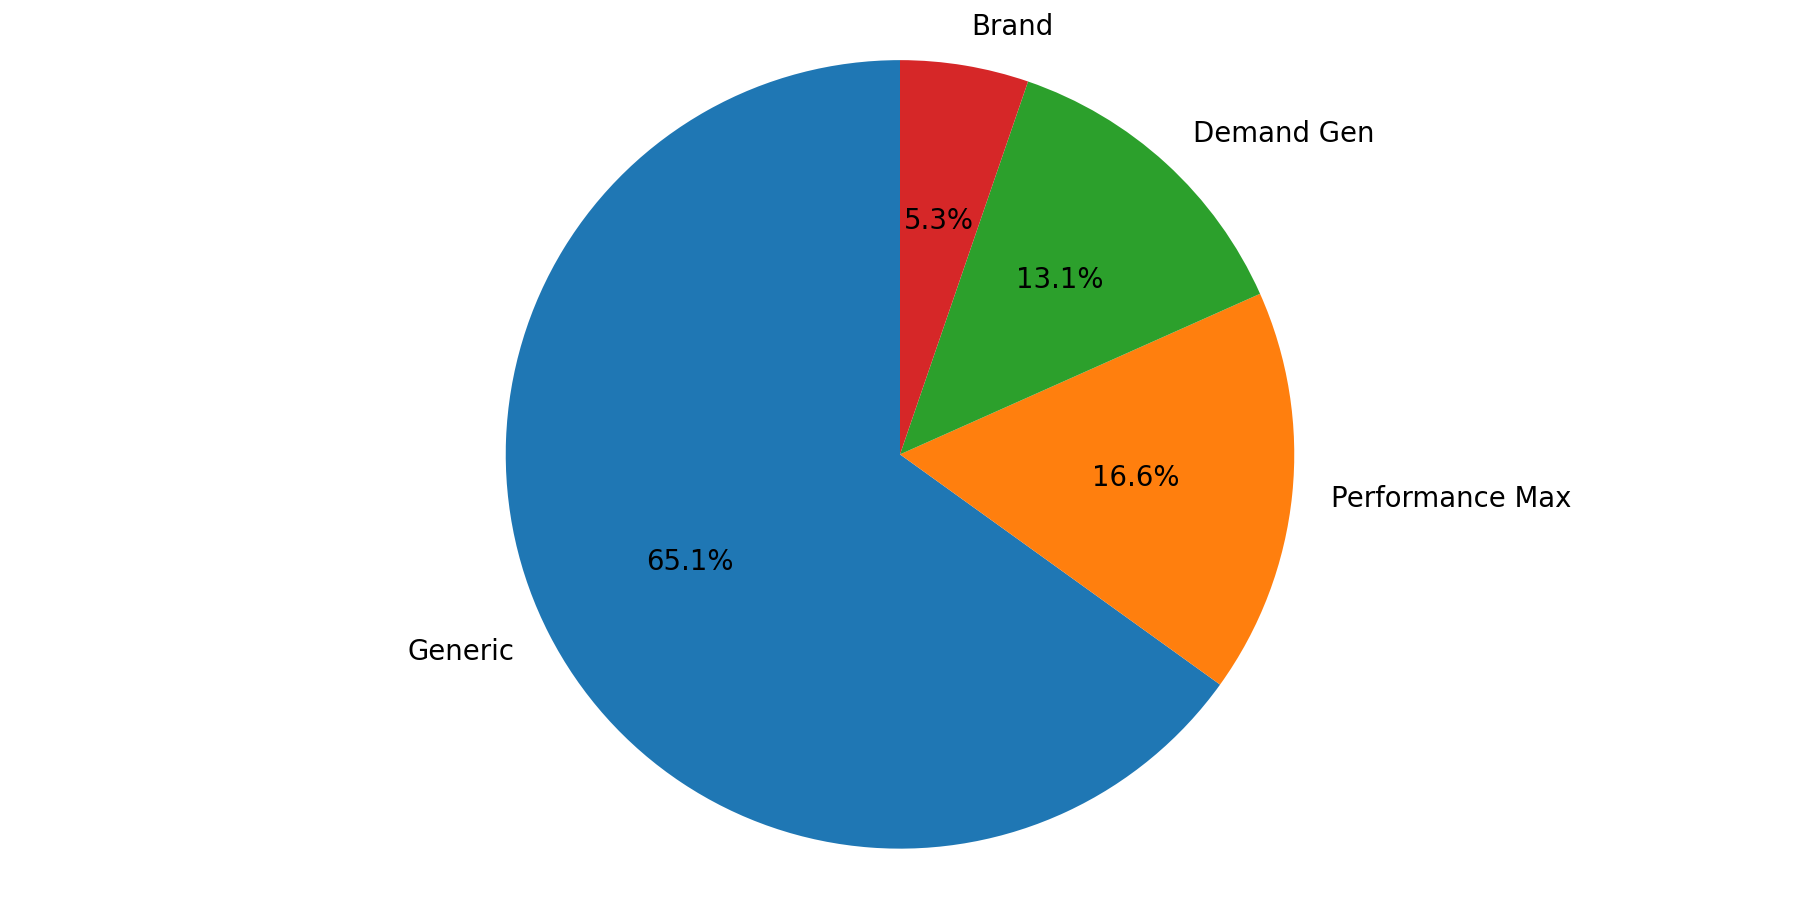 Brand
Demand Gen
5.3%
13.1%
16.6%
Performance Max
65.1%
Generic